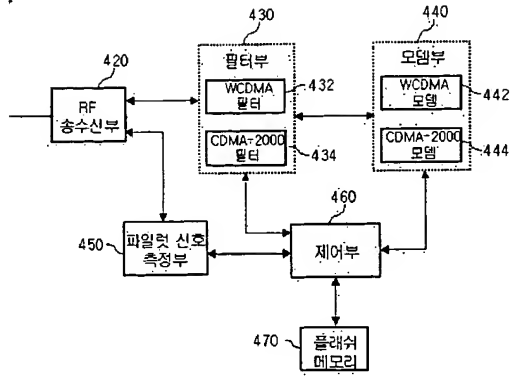 430
440
420
필터부
모뎀부
RF
송수신부
WCDMA
필터
432
WCDMA
모뎀
442
CDMA-2000
필터
434
CDMA-2000
모뎀
444
460
450
파일럿 신호
측정부
제어부
470
플래쉬
메모리